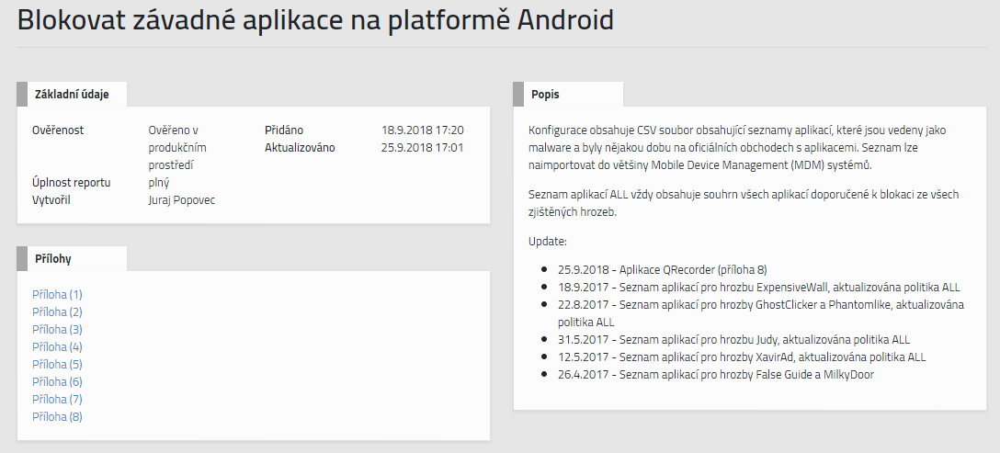 Blokovat závadné aplikace na platformě Android
Základní údaje
Ověřenost
Ověřeno v
produkčním
prostředí
Přidáno
18.9.2018 17:20
Aktualizováno
25.9.2018 17:01
Úplnost reportu
plný
Vytvořil
Juraj Popovec
Přílohy
Příloha (1)
Příloha (2)
Příloha (3)
Příloha (4)
Příloha (5)
Příloha (6)
Příloha (7)
Příloha (8)
Popis
Konfigurace obsahuje CSV soubor obsahující seznamy aplikací, které jsou vedeny jako
malware a byly nějakou dobu na oficiálních obchodech s aplikacemi. Seznam lze
naimportovat do většiny Mobile Device Management (MDM) systémů.
Seznam aplikací ALL vždy obsahuje souhrn všech aplikací doporučené k blokaci ze všech
zjištěných hrozeb.
Update:
25.9.2018 - Aplikace QRecorder (příloha 8)
18.9.2017 - Seznam aplikací pro hrozbu ExpensiveWall, aktualizována politika ALL
22.8.2017 - Seznam aplikací pro hrozby GhostClicker a Phantomlike, aktualizována
politika ALL
31.5.2017 - Seznam aplikací pro hrozbu Judy, aktualizována politika ALL
12.5.2017 - Seznam aplikací pro hrozby XavirAd, aktualizována politika ALL
26.4.2017 - Seznam aplikací pro hrozby False Guide a MilkyDoor